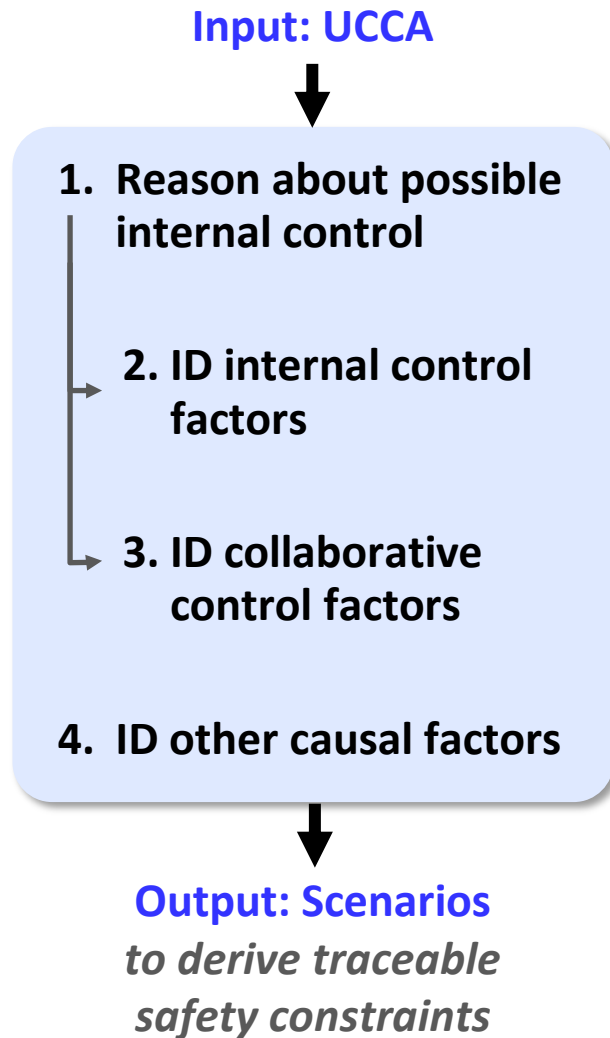 Input: UCCA
1. Reason about possible
internal control
2. ID internal control
factors
3. ID collaborative
control factors
4. ID other causal factors
Output: Scenarios
to derive traceable
safety constraints